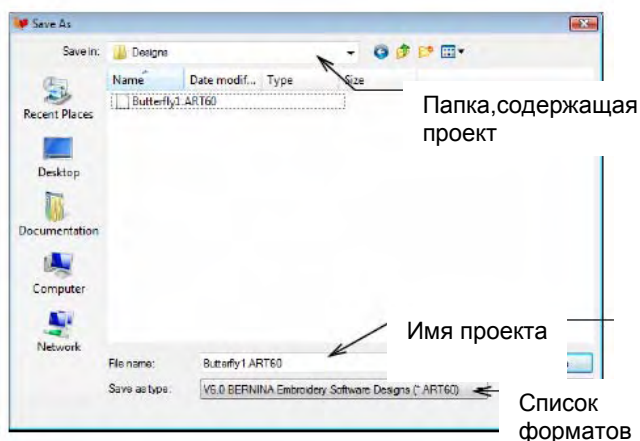 Save As
Save in:
Designs
Name Date modif... Type Size
Butterfly1.ART60
Папка,содержащая
проект
Recent Places
Desktop
Documentation
Computer
Network
Имя проекта
File name: Butterfly1.ART60
Save as type: V6.0 BERNINA Embroidery Software Designs (*.ART60)
Список
форматов